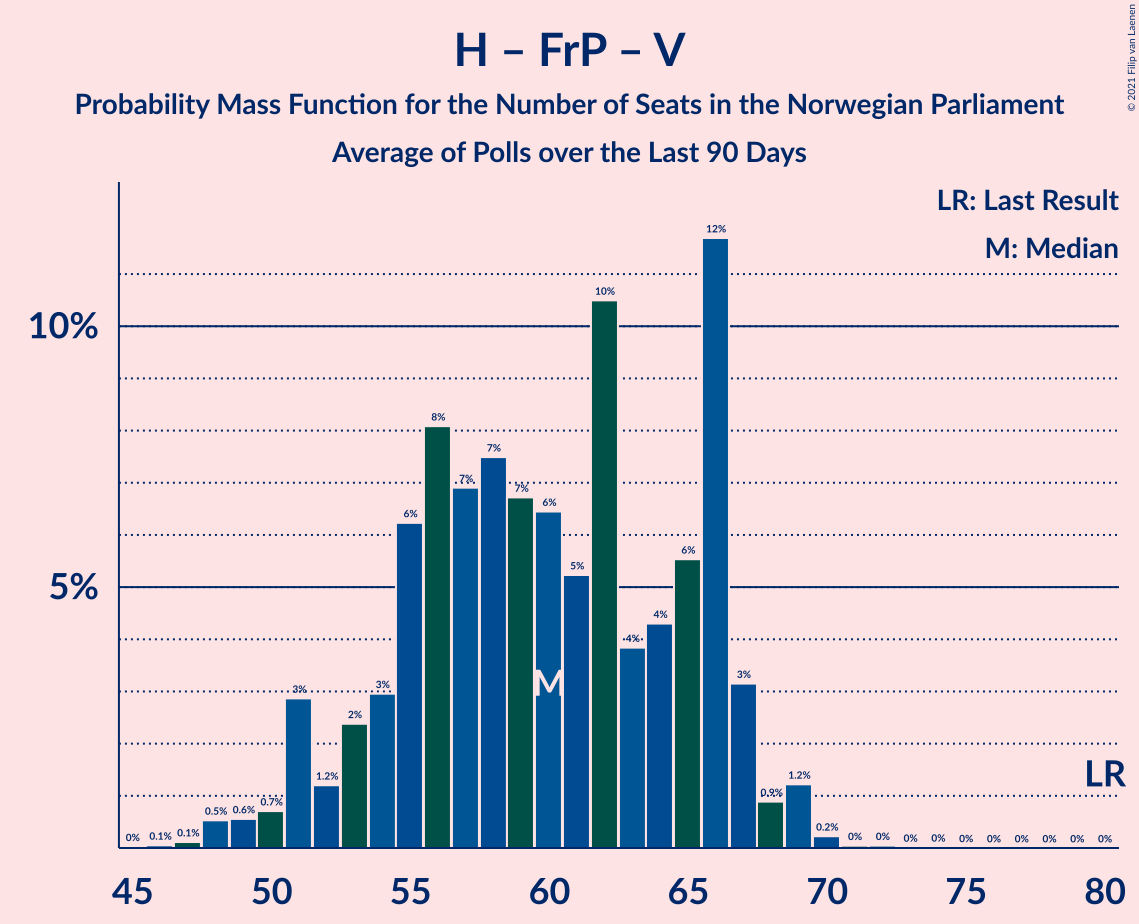 H – FrP – V
Probability Mass Function for the Number of Seats in the Norwegian Parliament
Average of Polls over the Last 90 Days
© 2021 Filip van Laenen
LR: Last Result
M: Median
10%
5%
0% 0.1% 0.1% 0.5% 0.6% 0.7% 3% 1.2% 2% 3% 6% 8% 7% 7% 7% 6% 5% 10% 4% 4% 6% 12% 3% 0.9% 1.2% 0.2% 0% 0% 0% 0% 0% 0% 0% 0% 0% 0%
M
LR
45 50 55 60 65 70 75 80